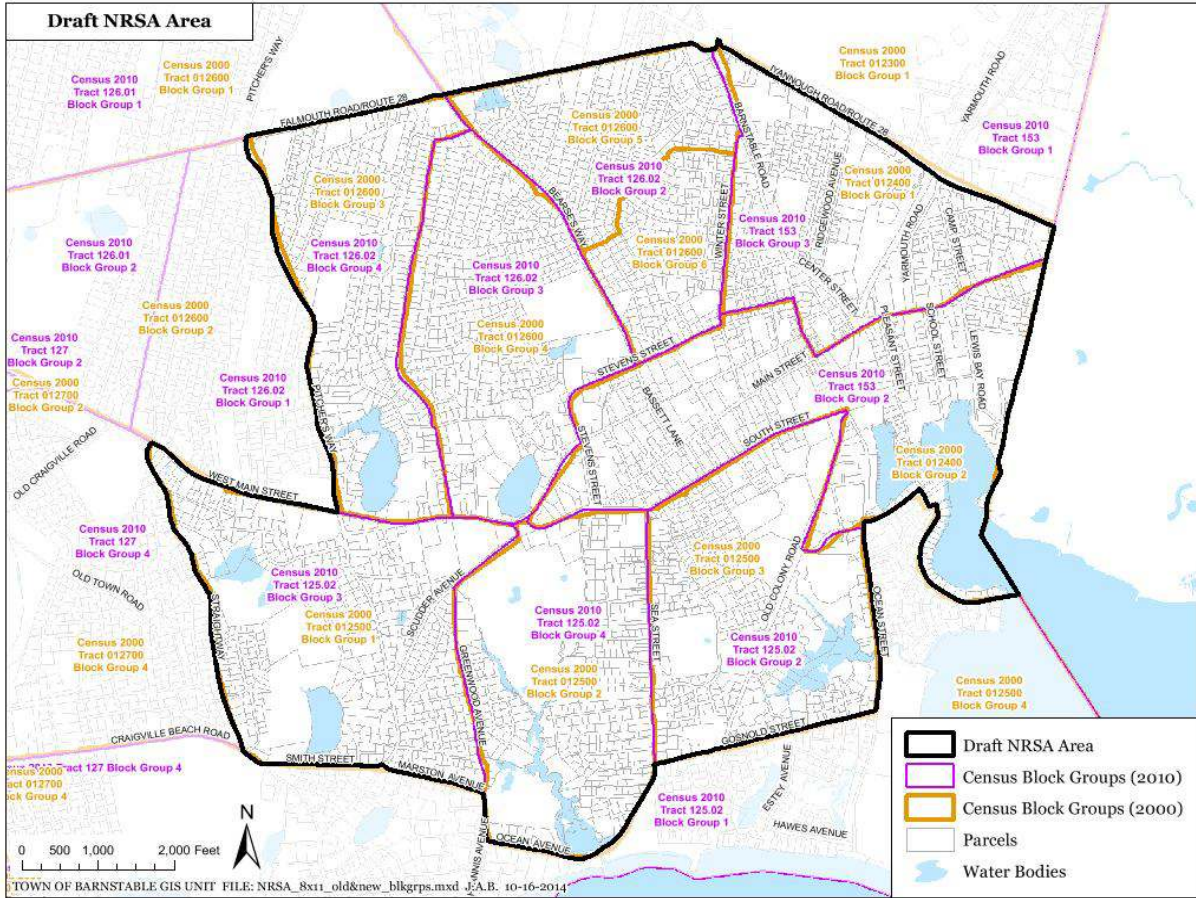 Draft NRSA Area
PITCHER'S WAY
Census 2000
Tract 012600
Block Group 1
Census 2010
Tract 126.01
Block Group 1
Census 2000
Tract 012300
Block Group 1
IYANNOUGH ROAD/ROUTE 28
YARMOUTH ROAD
Census 2010
Tract 153
Block Group 1
FALMOUTH ROAD/ROUTE 28
BARNSTABLE ROAD
Census 2000
Tract 012600
Block Group 5
Census 2010
Tract 126.02
Block Group 2
Census 2000
Tract 012600
Block Group 3
BEARSE'S WAY
WINTER STREET
RIDGEWOOD AVENUE
Census 2000
Tract 012400
Block Group 1
YARMOUTH ROAD
CAMP STREET
Census 2010
Tract 153
Block Group 3
Census 2010
Tract 126.01
Block Group 2
Census 2010
Tract 126.02
Block Group 4
Census 2010
Tract 126.02
Block Group 3
Census 2000
Tract 012600
Block Group 6
CENTER STREET
Census 2000
Tract 012600
Block Group 2
Census 2000
Tract 012600
Block Group 4
PLEASANT STREET
SCHOOL STREET
LEWIS BAY ROAD
Census 2010
Tract 127
Block Group 2
Census 2000
Tract 012700
Block Group 2
Census 2010
Tract 126.02
Block Group 1
PITCHER'S WAY
STEVENS STREET
MAIN STREET
Census 2010
Tract 153
Block Group 2
BASSETT LANE
SOUTH STREET
STEVENS STREET
OLD CRAIGVILLE ROAD
WEST MAIN STREET
Census 2000
Tract 012400
Block Group 2
Census 2010
Tract 127
Block Group 4
OLD TOWN ROAD
Census 2010
Tract 125.02
Block Group 3
Census 2000
Tract 012500
Block Group 1
SCUDDER AVENUE
Census 2000
Tract 012500
Block Group 3
OLD COLONY ROAD
OCEAN STREET
STRAIGHTWAY
Census 2010
Tract 125.02
Block Group 4
SEA STREET
Census 2010
Tract 125.02
Block Group 2
Census 2000
Tract 012700
Block Group 4
GREENWOOD AVENUE
Census 2000
Tract 012500
Block Group 2
Census 2000
Tract 012500
Block Group 4
CRAIGVILLE BEACH ROAD
GOSNOLD STREET
SMITH STREET
MARSTON AVENUE
Tract 127 Block Group 4
Census 2000
Tract 012700
Block Group 4
Census 2010
Tract 125.02
Block Group 1
ESTEY AVENUE
HAWES AVENUE
OCEAN AVENUE
Draft NRSA Area
Census Block Groups (2010)
Census Block Groups (2000)
Parcels
Water Bodies
N
0 500 1,000 2,000 Feet
TOWN OF BARNSTABLE GIS UNIT FILE: NRSA_8x11_old&new_blkgrps.mxd J.A.B. 10-16-2014